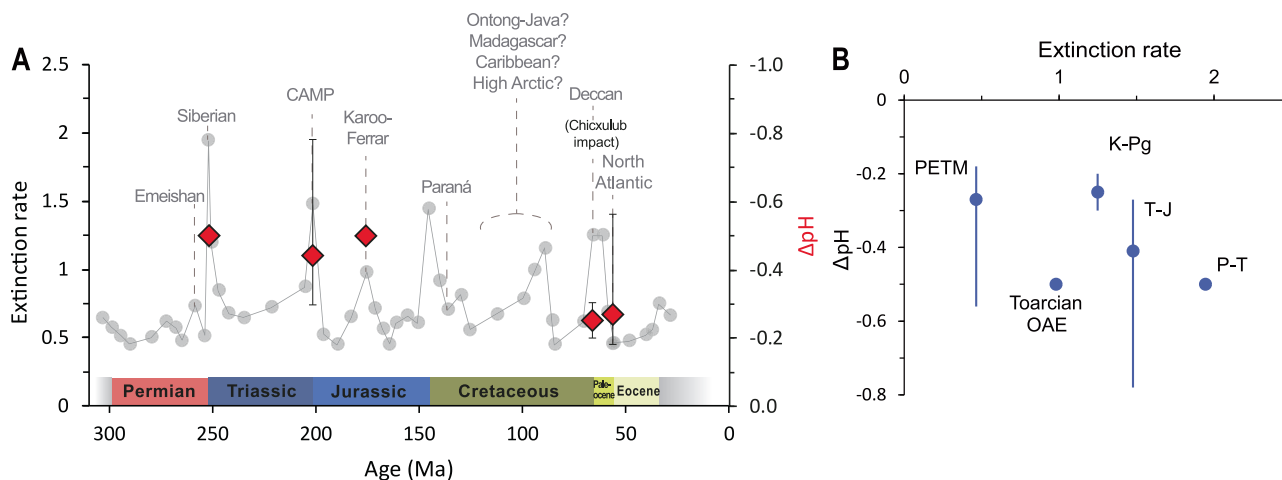 A
Extinction rate
2.5
2
1.5
1
0.5
0
Emeishan
Siberian
CAMP
Karoo-
Ferrar
Paraná
Ontong-Java?
Madagascar?
Caribbean?
High Arctic?
Deccan
(Chicxulub
impact)
North
Atlantic
-1.0
-0.8
-0.6
-0.4
-0.2
0.0
ΔpH
Permian
Triassic
Jurassic
Cretaceous
Pale-
ocene
Eocene
300
250
200
150
100
50
0
Age (Ma)
B
Extinction rate
0
1
2
0
-0.2
-0.4
-0.6
-0.8
ΔpH
PETM
K-Pg
T-J
P-T
Toarcian
OAE